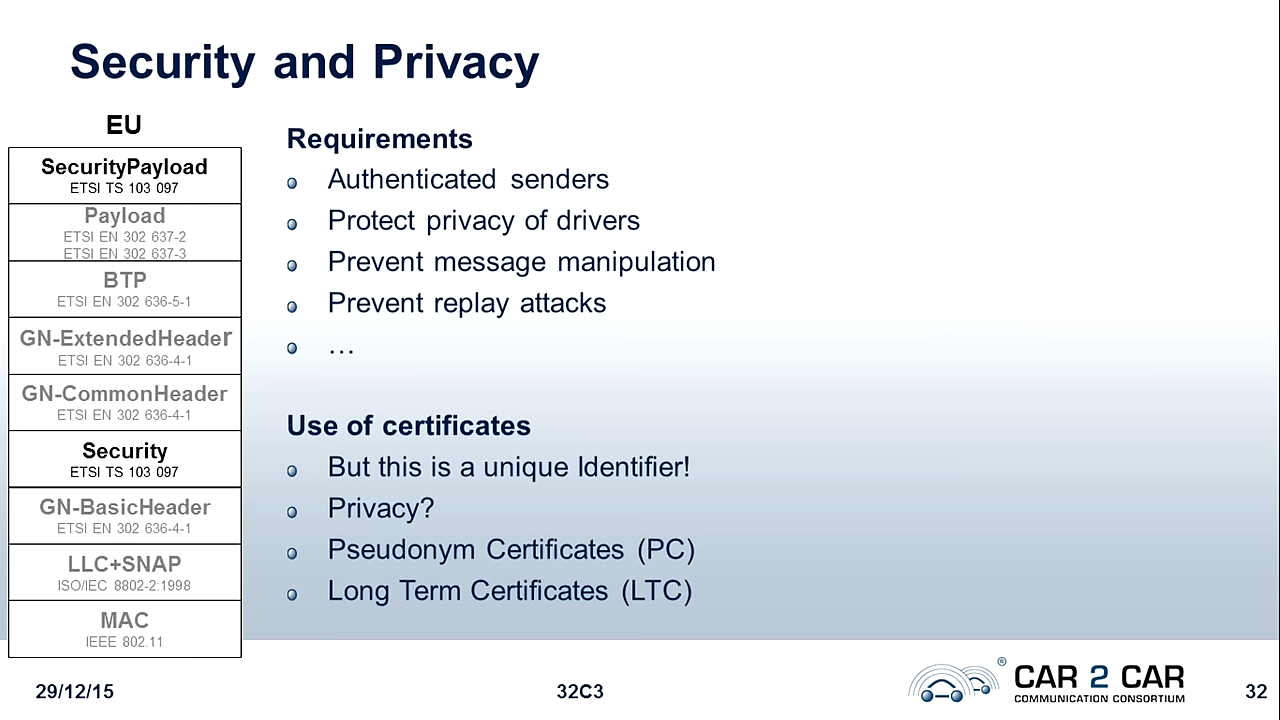 Security and Privacy
EU
SecurityPayload
ETSI TS 103 097
Payload
ETSI EN 302 637-2
ETSI EN 302 637-3
BTP
ETSI EN 302 636-5-1
GN-ExtendedHeader
ETSI EN 302 636-4-1
GN-CommonHeader
ETSI EN 302 636-4-1
Security
ETSI TS 103 097
GN-BasicHeader
ETSI EN 302 636-4-1
LLC+SNAP
ISO/IEC 8802-2:1998
MAC
IEEE 802.11
Requirements
Authenticated senders
Protect privacy of drivers
Prevent message manipulation
Prevent replay attacks
…
Use of certificates
But this is a unique Identifier!
Privacy?
Pseudonym Certificates (PC)
Long Term Certificates (LTC)
29/12/15
32C3
®
CAR 2 CAR
COMMUNICATION CONSORTIUM
32